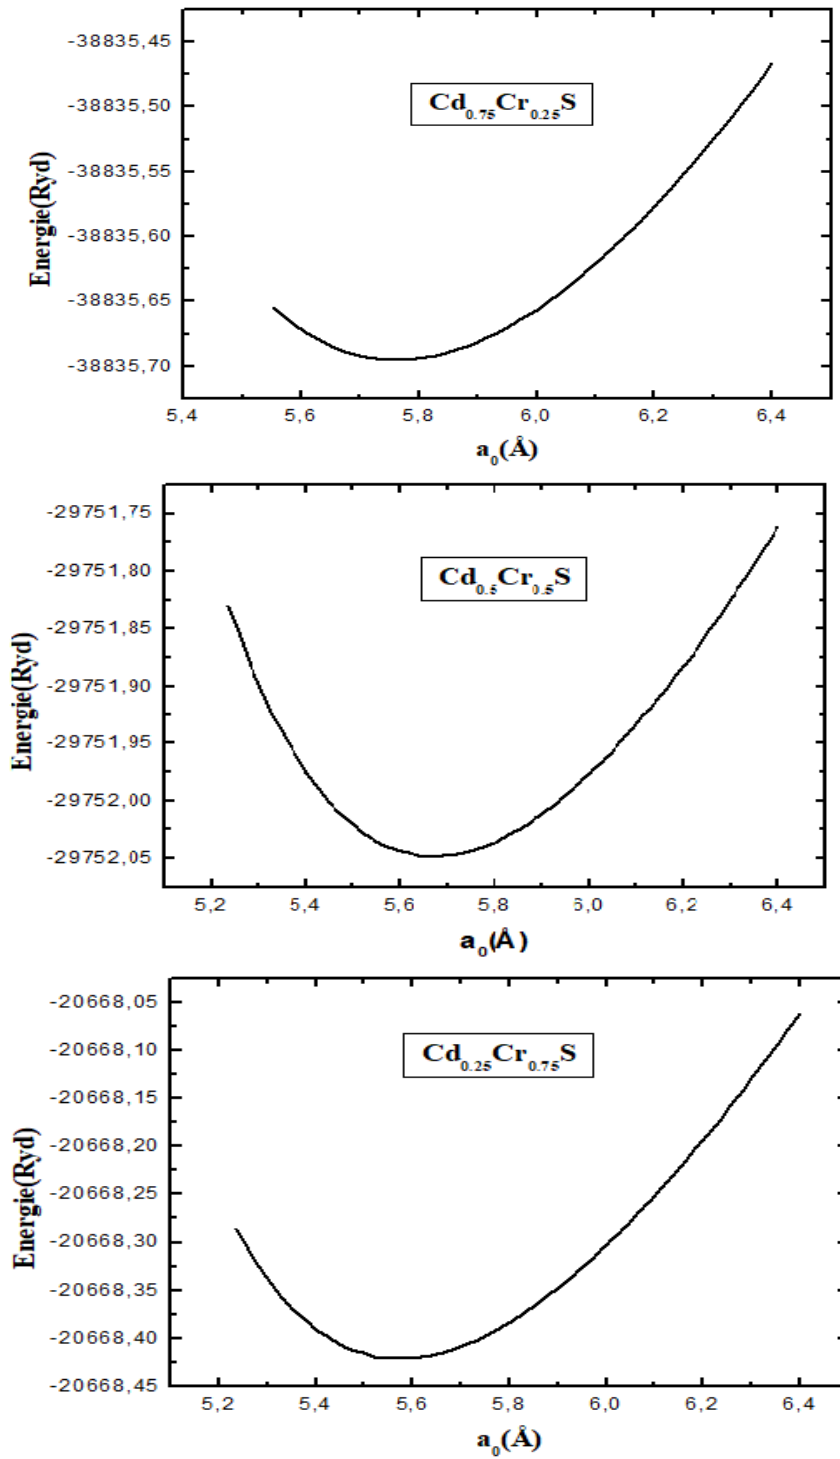 -38835,45
Cd0.75Cr0.25S
-38835,50
-38835,55
-38835,60
-38835,65
-38835,70
Energie(Ryd)
5,4 5,6 5,8 6,0 6,2 6,4
a0(Å)
-29751,75
-29751,80
Cd0.5Cr0.5S
-29751,85
-29751,90
-29751,95
-29752,00
-29752,05
Energie(Ryd)
5,2 5,4 5,6 5,8 6,0 6,2 6,4
a0(Å)
-20668,05
-20668,10
Cd0.25Cr0.75S
-20668,15
-20668,20
-20668,25
-20668,30
-20668,35
-20668,40
-20668,45
Energie(Ryd)
5,2 5,4 5,6 5,8 6,0 6,2 6,4
a0(Å)